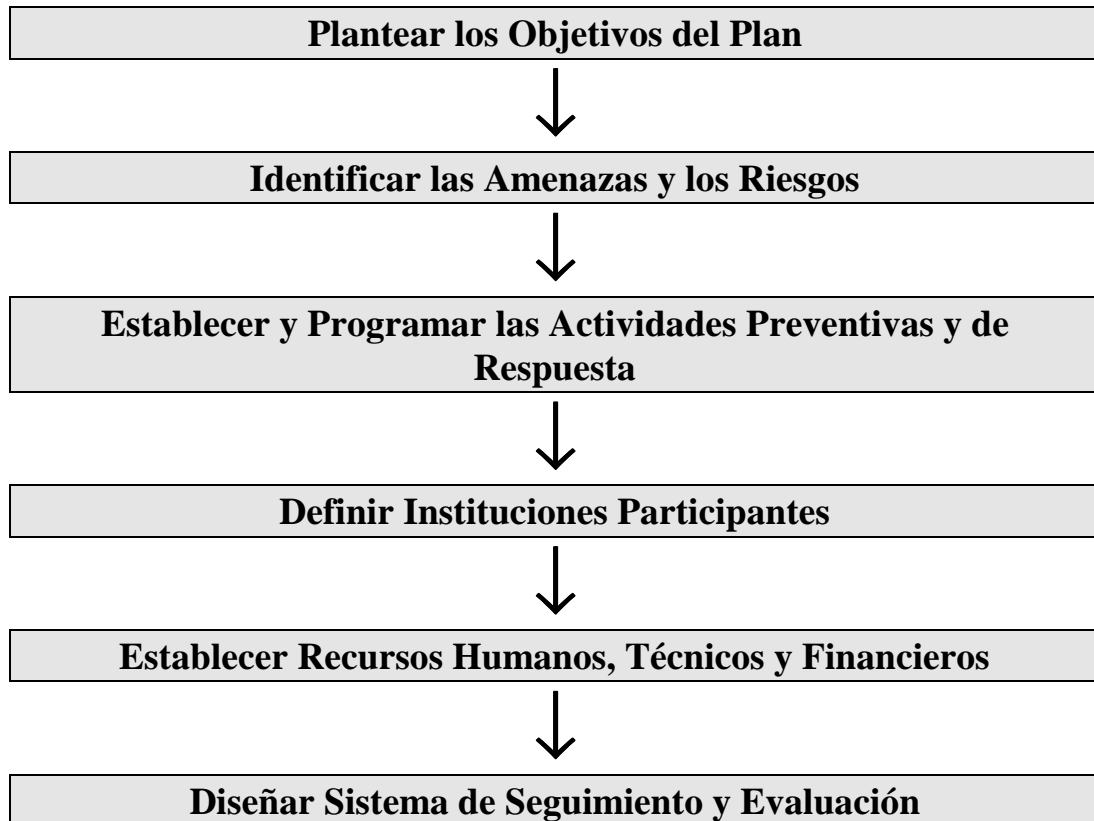 Plantear los Objetivos del Plan
Identificar las Amenazas y los Riesgos
Establecer y Programar las Actividades Preventivas y de
Respuesta
Definir Instituciones Participantes
Establecer Recursos Humanos, Técnicos y Financieros
Diseñar Sistema de Seguimiento y Evaluación